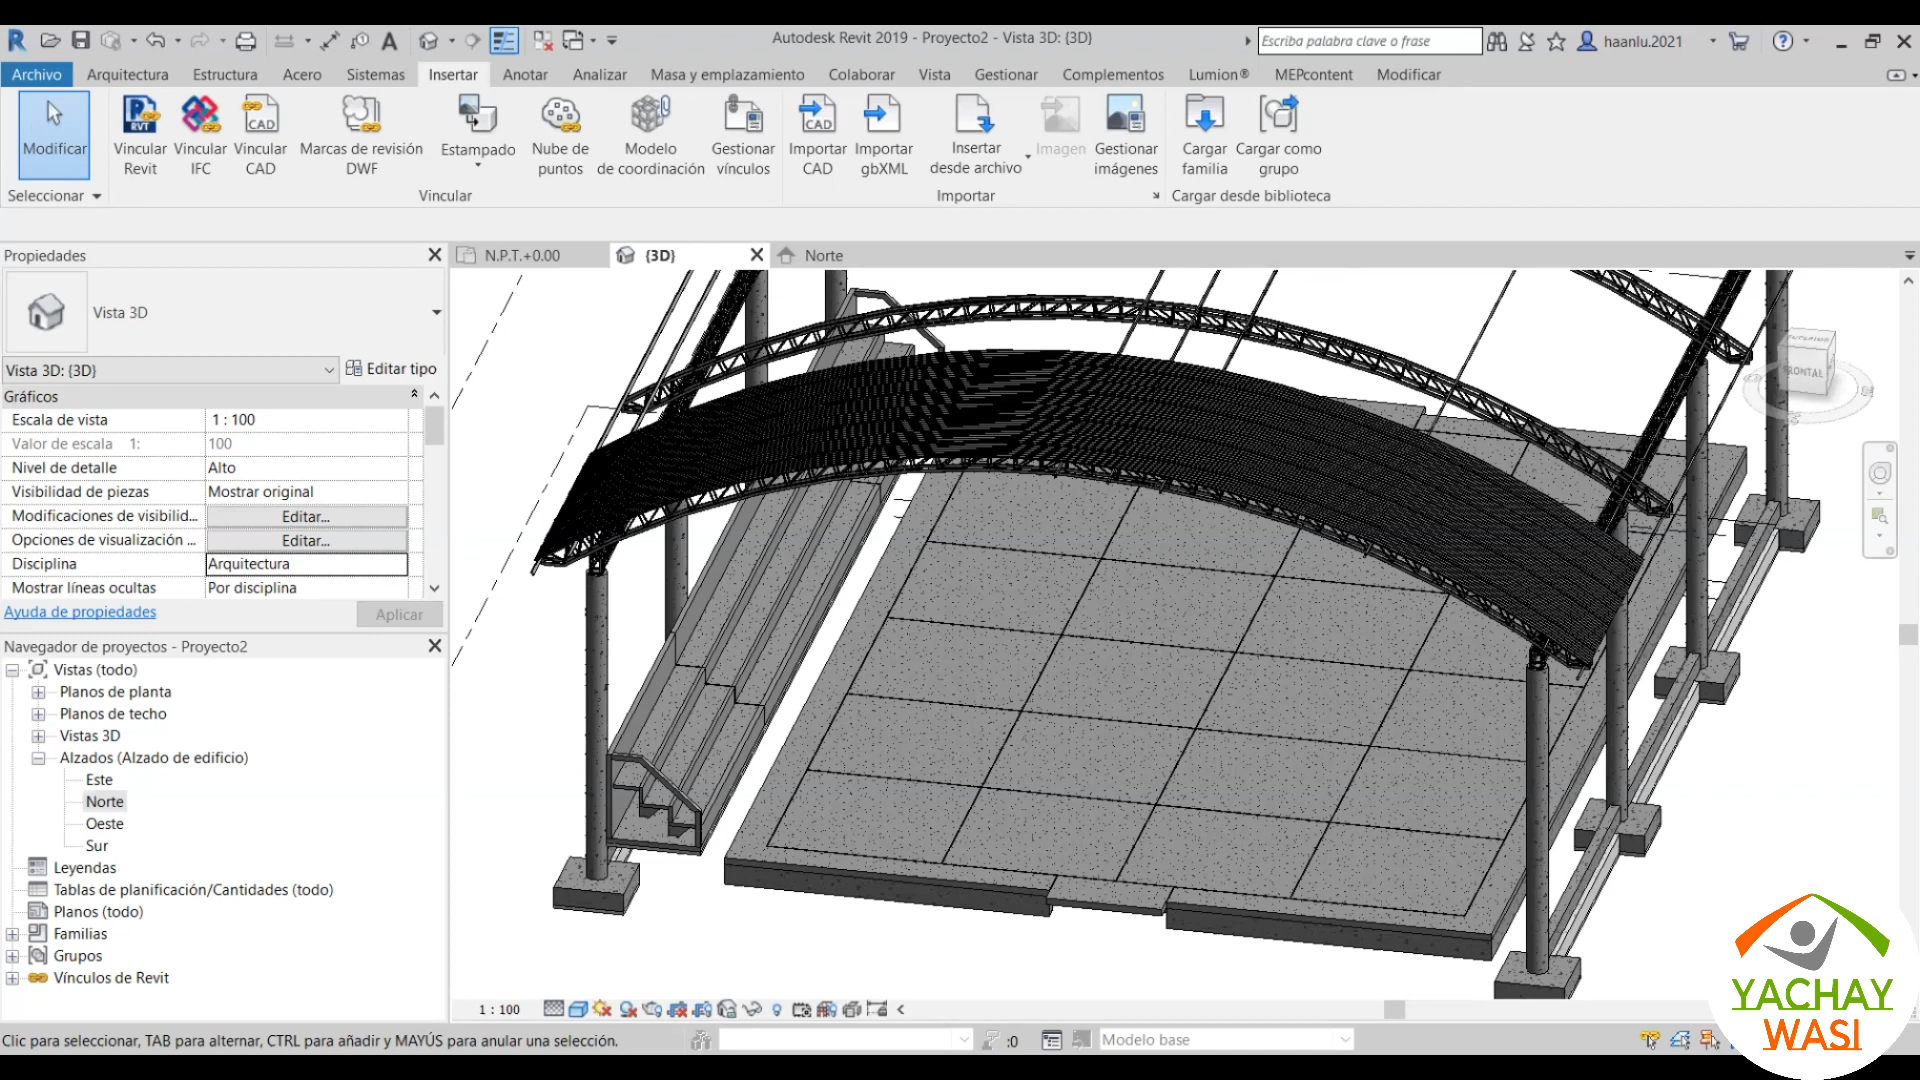 Autodesk Revit 2019 - Proyecto2 - Vista 3D: {3D}
Escriba palabra clave o frase
haanlu.2021
Archivo Arquitectura Estructura Acero Sistemas Insertar Anotar Analizar Masa y emplazamiento Colaborar Vista Gestionar Complementos Lumion® MEPcontent Modificar
Modificar
Vincular Revit
Vincular IFC
Vincular CAD
Marcas de revisión DWF
Estampado
Nube de puntos
Modelo de coordinación
Gestionar vínculos
Importar CAD
Importar gbXML
Insertar desde archivo
Imagen
Gestionar imágenes
Cargar familia
Cargar como grupo
Seleccionar Vincular Importar Cargar desde biblioteca
Propiedades
N.P.T.+0.00 {3D} Norte
Vista 3D
Vista 3D: {3D} Editar tipo
Gráficos
Escala de vista 1 : 100
Valor de escala 1: 100
Nivel de detalle Alto
Visibilidad de piezas Mostrar original
Modificaciones de visibilid... Editar...
Opciones de visualización ... Editar...
Disciplina Arquitectura
Mostrar líneas ocultas Por disciplina
Ayuda de propiedades Aplicar
Navegador de proyectos - Proyecto2
Vistas (todo)
Planos de planta
Planos de techo
Vistas 3D
Alzados (Alzado de edificio)
Este
Norte
Oeste
Sur
Leyendas
Tablas de planificación/Cantidades (todo)
Planos (todo)
Familias
Grupos
Vínculos de Revit
FRONTAL
1 : 100
Clic para seleccionar, TAB para alternar, CTRL para añadir y MAYÚS para anular una selección.
:0
Modelo base
YACHAY
WASI